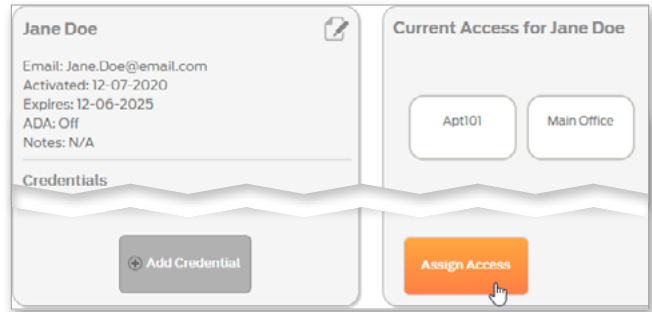 Jane Doe
Email: Jane.Doe@email.com
Activated: 12-07-2020
Expires: 12-06-2025
ADA: Off
Notes: N/A
Credentials
Add Credential
Current Access for Jane Doe
Apt101
Main Office
Assign Access